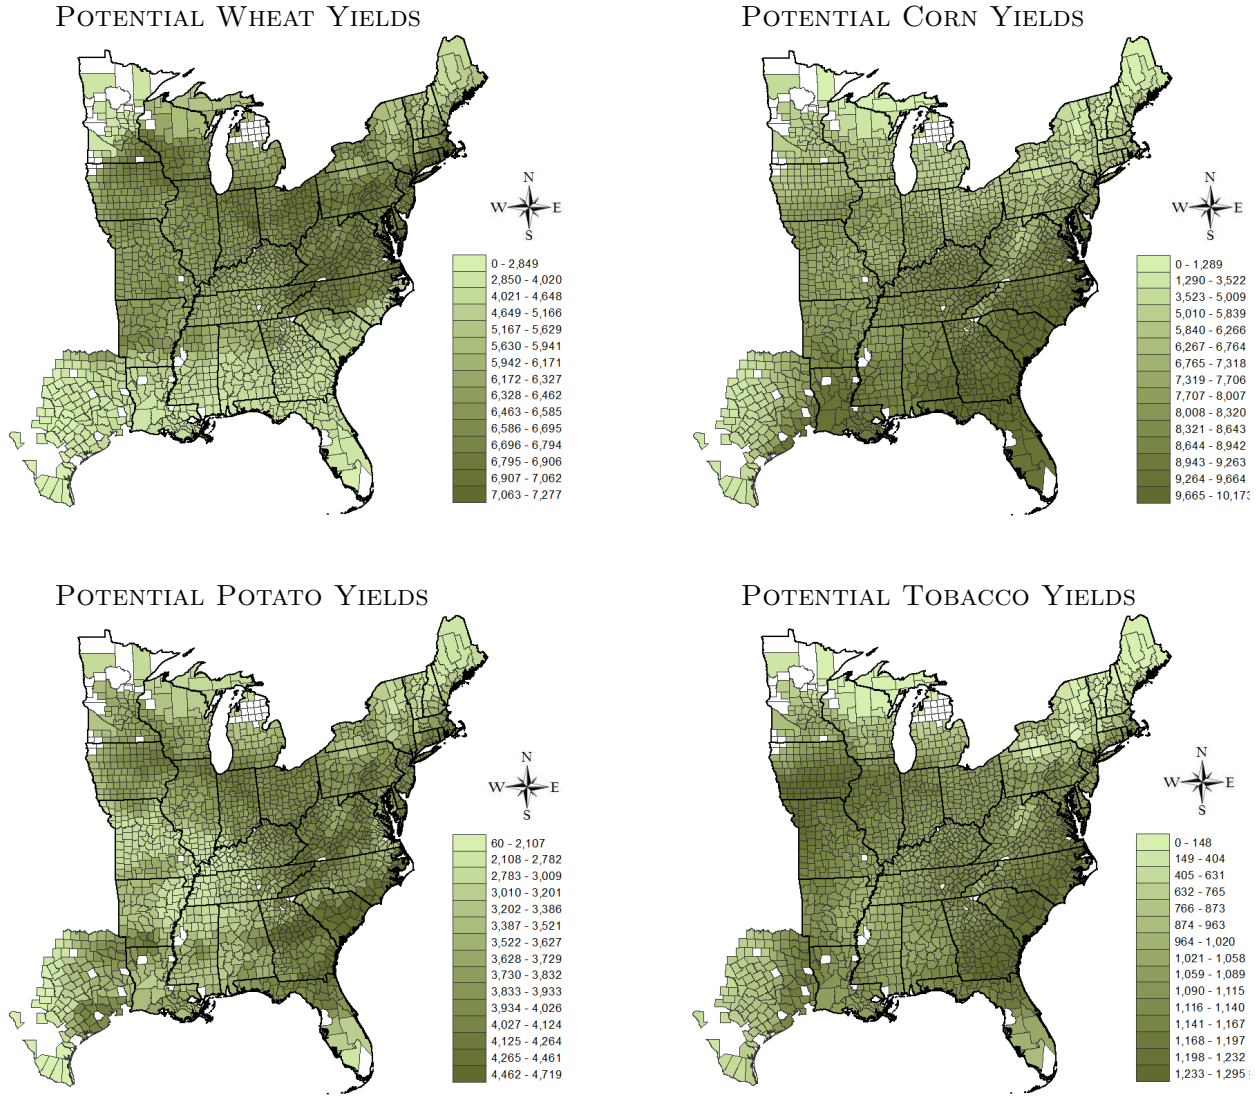 POTENTIAL WHEAT YIELDS
N
W E
S
0 - 2,849
2,850 - 4,020
4,021 - 4,648
4,649 - 5,166
5,167 - 5,629
5,630 - 5,941
5,942 - 6,171
6,172 - 6,327
6,328 - 6,462
6,463 - 6,585
6,586 - 6,695
6,696 - 6,794
6,795 - 6,906
6,907 - 7,062
7,063 - 7,277
POTENTIAL CORN YIELDS
N
W E
S
0 - 1,289
1,290 - 3,522
3,523 - 5,009
5,010 - 5,839
5,840 - 6,266
6,267 - 6,764
6,765 - 7,318
7,319 - 7,706
7,707 - 8,007
8,008 - 8,320
8,321 - 8,643
8,644 - 8,942
8,943 - 9,263
9,264 - 9,664
9,665 - 10,173
POTENTIAL POTATO YIELDS
N
W E
S
60 - 2,107
2,108 - 2,782
2,783 - 3,009
3,010 - 3,201
3,202 - 3,386
3,387 - 3,521
3,522 - 3,627
3,628 - 3,729
3,730 - 3,832
3,833 - 3,933
3,934 - 4,026
4,027 - 4,124
4,125 - 4,264
4,265 - 4,461
4,462 - 4,719
POTENTIAL TOBACCO YIELDS
N
W E
S
0 - 148
149 - 404
405 - 631
632 - 765
766 - 873
874 - 963
964 - 1,020
1,021 - 1,058
1,059 - 1,089
1,090 - 1,115
1,116 - 1,140
1,141 - 1,167
1,168 - 1,197
1,198 - 1,232
1,233 - 1,295